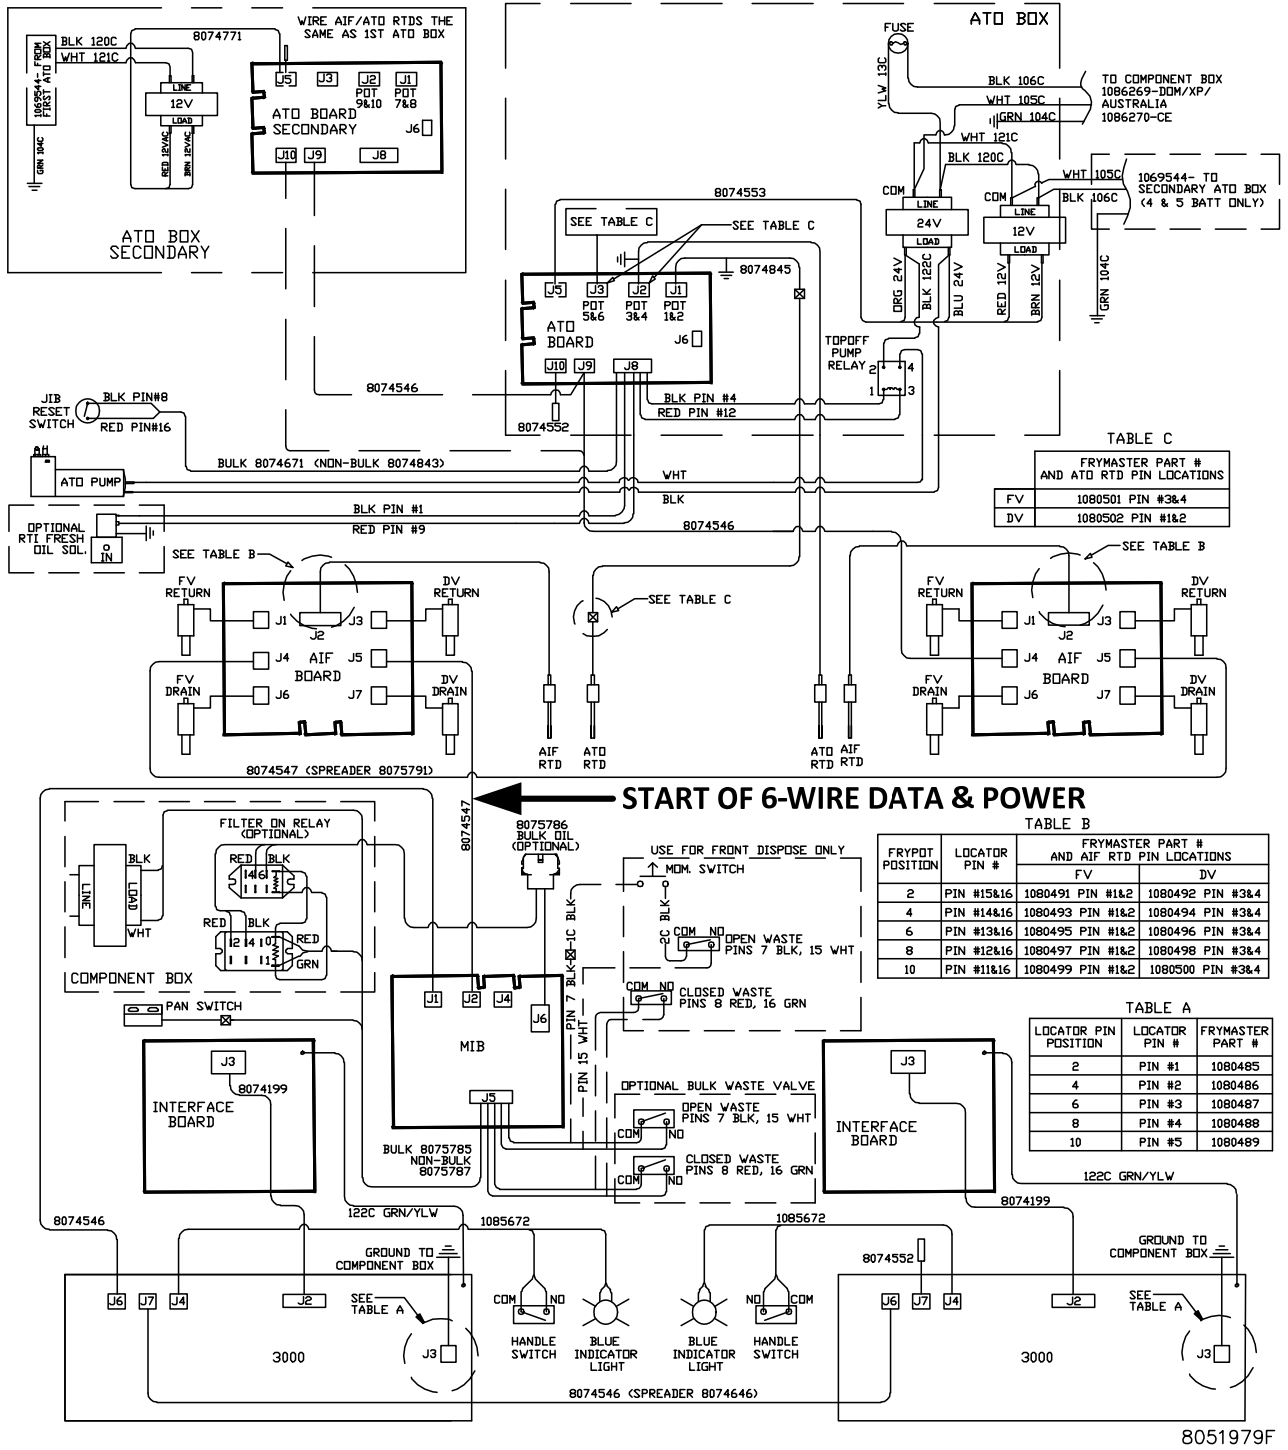 WIRE AIF/ATO RTDS THE
SAME AS 1ST ATO BOX
8074771
BLK 120C
WHT 121C
1069544- FROM
FIRST ATO BOX
GRN 104C
LINE
12V
LOAD
RED 12VAC
BRN 12VAC
J5
J3
J2
J1
POT
9&10
POT
7&8
ATO BOARD
SECONDARY
J6
J10
J9
J8
ATO BOX
SECONDARY
ATO BOX
FUSE
YLW 13C
BLK 106C
WHT 105C
GRN 104C
TO COMPONENT BOX
1086269-DOM/XP/
AUSTRALIA
1086270-CE
WHT 121C
BLK 120C
WHT 105C
BLK 106C
1069544- TO
SECONDARY ATO BOX
(4 & 5 BATT ONLY)
GRN 104C
COM
LINE
24V
LOAD
COM
LINE
12V
LOAD
ORG 24V
BLK 122C
BLU 24V
RED 12V
BRN 12V
8074553
SEE TABLE C
SEE TABLE C
8074845
J5
J3
J2
J1
POT
5&6
POT
3&4
POT
1&2
ATO
BOARD
J6
J10
J9
J8
TOPOFF
PUMP
RELAY
2
4
1
3
8074546
8074552
BLK PIN #4
RED PIN #12
JIB
RESET
SWITCH
BLK PIN#8
RED PIN#16
BULK 8074671 (NON-BULK 8074843)
ATO PUMP
WHT
BLK
OPTIONAL
RTI FRESH
OIL SOL.
IN
BLK PIN #1
RED PIN #9
8074546
TABLE C
FRYMASTER PART #
AND ATO RTD PIN LOCATIONS
FV 1080501 PIN #3&4
DV 1080502 PIN #1&2
SEE TABLE B
SEE TABLE C
SEE TABLE B
FV
RETURN
DV
RETURN
J1
J2
J3
J4
AIF
BOARD
J5
J6
J7
FV
DRAIN
DV
DRAIN
AIF
RTD
ATO
RTD
ATO
RTD
AIF
RTD
FV
RETURN
DV
RETURN
J1
J2
J3
J4
AIF
BOARD
J5
J6
J7
FV
DRAIN
DV
DRAIN
8074547 (SPREADER 8075791)
8074547
START OF 6-WIRE DATA & POWER
FILTER ON RELAY
(OPTIONAL)
BLK
LINE
LOAD
WHT
RED
BLK
4
6
RED
BLK
2
4
1
0
1
RED
GRN
COMPONENT BOX
PAN SWITCH
8075786
BULK OIL
(OPTIONAL)
USE FOR FRONT DISPOSE ONLY
MOM. SWITCH
1C BLK
2C BLK
COM
NO
OPEN WASTE
PINS 7 BLK, 15 WHT
COM
NO
CLOSED WASTE
PINS 8 RED, 16 GRN
PIN 7 BLK
PIN 15 WHT
J1
J2
J4
J6
MIB
J5
OPTIONAL BULK WASTE VALVE
OPEN WASTE
PINS 7 BLK, 15 WHT
COM
NO
CLOSED WASTE
PINS 8 RED, 16 GRN
COM
NO
TABLE B
FRYPOT
POSITION
LOCATOR
PIN #
FRYMASTER PART #
AND AIF RTD PIN LOCATIONS
FV DV
2 PIN #15&16 1080491 PIN #1&2 1080492 PIN #3&4
4 PIN #14&16 1080493 PIN #1&2 1080494 PIN #3&4
6 PIN #13&16 1080495 PIN #1&2 1080496 PIN #3&4
8 PIN #12&16 1080497 PIN #1&2 1080498 PIN #3&4
10 PIN #11&16 1080499 PIN #1&2 1080500 PIN #3&4
TABLE A
LOCATOR PIN
POSITION
LOCATOR
PIN #
FRYMASTER
PART #
2 PIN #1 1080485
4 PIN #2 1080486
6 PIN #3 1080487
8 PIN #4 1080488
10 PIN #5 1080489
J3
8074199
INTERFACE
BOARD
BULK 8075785
NON-BULK
8075787
122C GRN/YLW
J3
INTERFACE
BOARD
8074199
122C GRN/YLW
8074546
1085672
1085672
GROUND TO
COMPONENT BOX
8074552
GROUND TO
COMPONENT BOX
J6
J7
J4
J2
SEE
TABLE A
J3
3000
COM
NO
HANDLE
SWITCH
BLUE
INDICATOR
LIGHT
BLUE
INDICATOR
LIGHT
NO
COM
HANDLE
SWITCH
J6
J7
J4
J2
SEE
TABLE A
J3
3000
8074546 (SPREADER 8074646)
8051979F